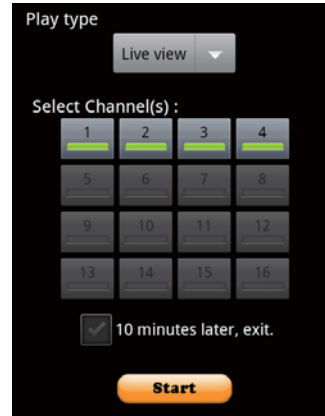 Play type
Live view
Select Channel(s) :
1 2 3 4
5 6 7 8
9 10 11 12
13 14 15 16
10 minutes later, exit.
Start